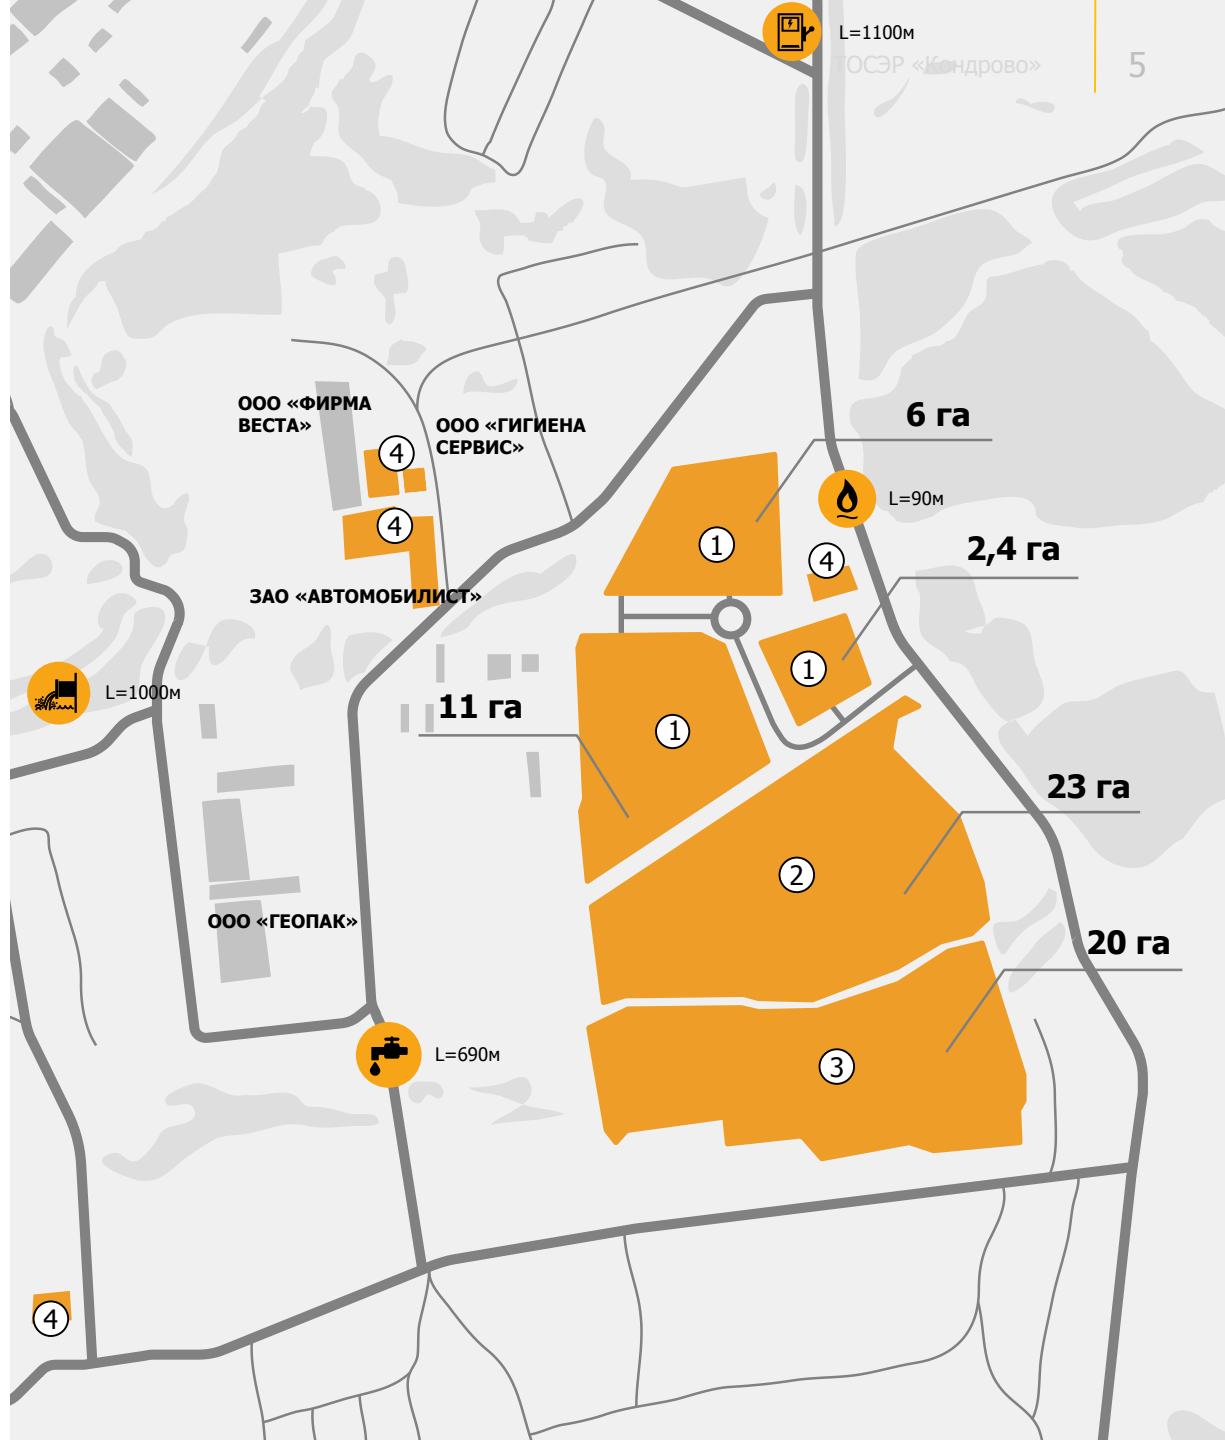 L=1100м
ТОСЭР «Кондрово»
5
ООО «ФИРМА
ВЕСТА»
4
ООО «ГИГИЕНА
СЕРВИС»
6 га
L=90м
4
1
2,4 га
4
ЗАО «АВТОМОБИЛИСТ»
1
L=1000м
11 га
1
23 га
2
ООО «ГЕОПАК»
20 га
L=690м
3
4